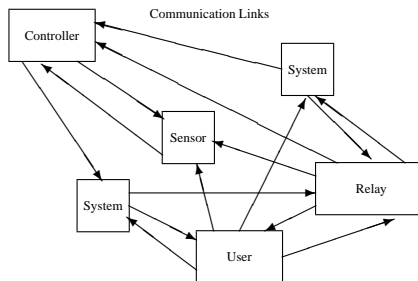 Communication Links
Controller
System
Sensor
Relay
System
User